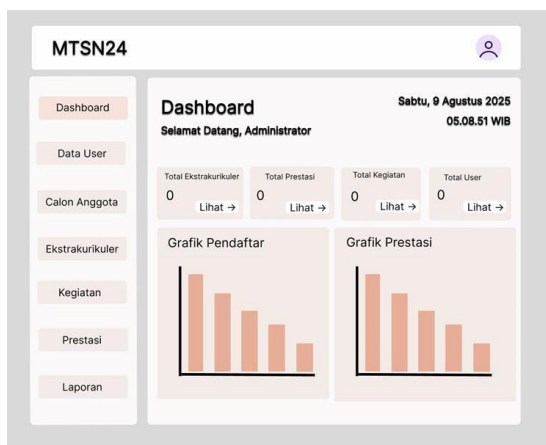 MTSN24
Dashboard
Data User
Calon Anggota
Ekstrakurikuler
Kegiatan
Prestasi
Laporan
Dashboard
Selamat Datang, Administrator
Sabtu, 9 Agustus 2025
05.08.51 WIB
Total Ekstrakurikuler
0
Lihat →
Total Prestasi
0
Lihat →
Total Kegiatan
0
Lihat →
Total User
0
Lihat →
Grafik Pendaftar
Grafik Prestasi